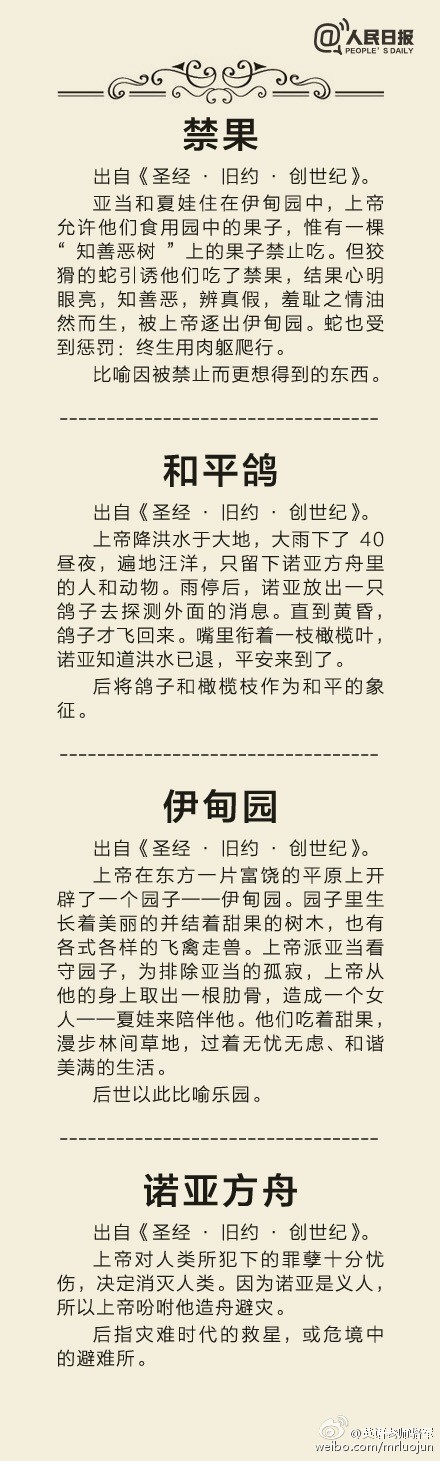 @人民日报
PEOPLE'S DAILY
禁果
出自《圣经 · 旧约 · 创世纪》。
亚当和夏娃住在伊甸园中，上帝
允许他们食用园中的果子，惟有一棵
“知善恶树 ”上的果子禁止吃。但狡
猾的蛇引诱他们吃了禁果，结果心明
眼亮，知善恶，辨真假，羞耻之情油
然而生，被上帝逐出伊甸园。蛇也受
到惩罚：终生用肉躯爬行。
比喻因被禁止而更想得到的东西。
和平鸽
出自《圣经 · 旧约 · 创世纪》。
上帝降洪水于大地，大雨下了 40
昼夜，遍地汪洋，只留下诺亚方舟里
的人和动物。雨停后，诺亚放出一只
鸽子去探测外面的消息。直到黄昏，
鸽子才飞回来。嘴里衔着一枝橄榄叶，
诺亚知道洪水已退，平安来到了。
后将鸽子和橄榄枝作为和平的象
征。
伊甸园
出自《圣经 · 旧约 · 创世纪》。
上帝在东方一片富饶的平原上开
辟了一个园子——伊甸园。园子里生
长着美丽的并结着甜果的树木，也有
各式各样的飞禽走兽。上帝派亚当看
守园子，为排除亚当的孤寂，上帝从
他的身上取出一根肋骨，造成一个女
人——夏娃来陪伴他。他们吃着甜果，
漫步林间草地，过着无忧无虑、和谐
美满的生活。
后世以此比喻乐园。
诺亚方舟
出自《圣经 · 旧约 · 创世纪》。
上帝对人类所犯下的罪孽十分忧
伤，决定消灭人类。因为诺亚是义人，
所以上帝吩咐他造舟避灾。
后指灾难时代的救星，或危境中
的避难所。
@英语老师
weibo.com/mrluojun